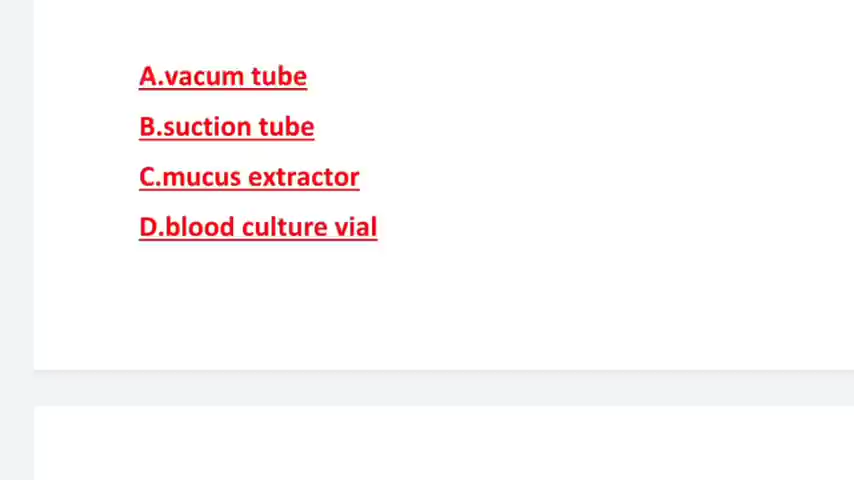 A.vacum tube
B.suction tube
C.mucus extractor
D.blood culture vial